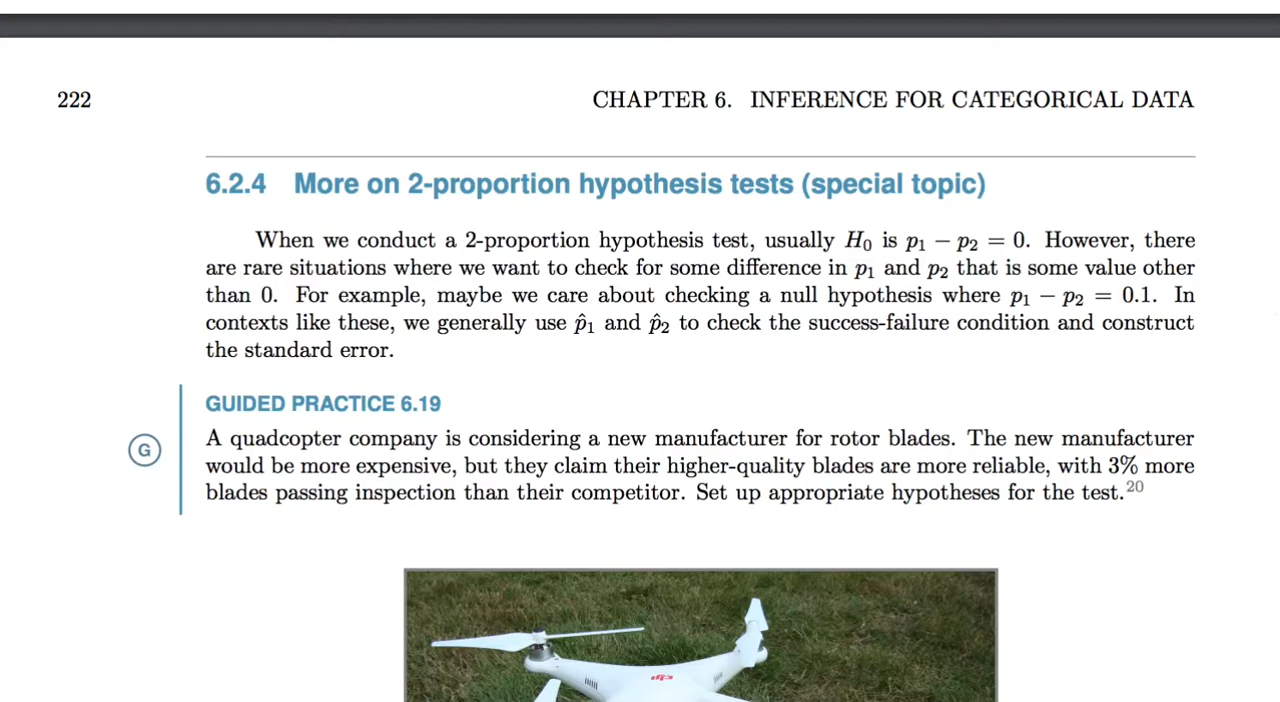 222
CHAPTER 6. INFERENCE FOR CATEGORICAL DATA
6.2.4 More on 2-proportion hypothesis tests (special topic)
When we conduct a 2-proportion hypothesis test, usually H₀ is p₁ − p₂ = 0. However, there
are rare situations where we want to check for some difference in p₁ and p₂ that is some value other
than 0. For example, maybe we care about checking a null hypothesis where p₁ − p₂ = 0.1. In
contexts like these, we generally use p̂₁ and p̂₂ to check the success-failure condition and construct
the standard error.
GUIDED PRACTICE 6.19
G
A quadcopter company is considering a new manufacturer for rotor blades. The new manufacturer
would be more expensive, but they claim their higher-quality blades are more reliable, with 3% more
blades passing inspection than their competitor. Set up appropriate hypotheses for the test.²⁰
dji